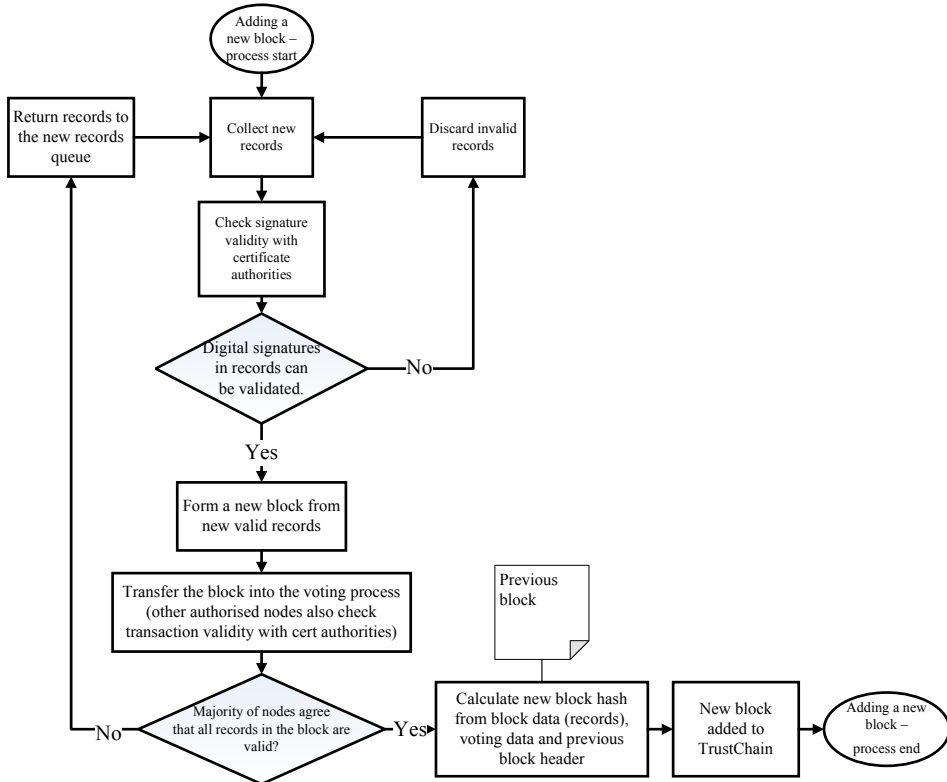 Adding a
new block –
process start
Return records to
the new records
queue
Collect new
records
Discard invalid
records
Check signature
validity with
certificate
authorities
Digital signatures
in records can
be validated.
No
Yes
Form a new block from
new valid records
Transfer the block into the voting process
(other authorised nodes also check
transaction validity with cert authorities)
Previous
block
Majority of nodes agree
that all records in the block are
valid?
No
Yes
Calculate new block hash
from block data (records),
voting data and previous
block header
New block
added to
TrustChain
Adding a new
block –
process end